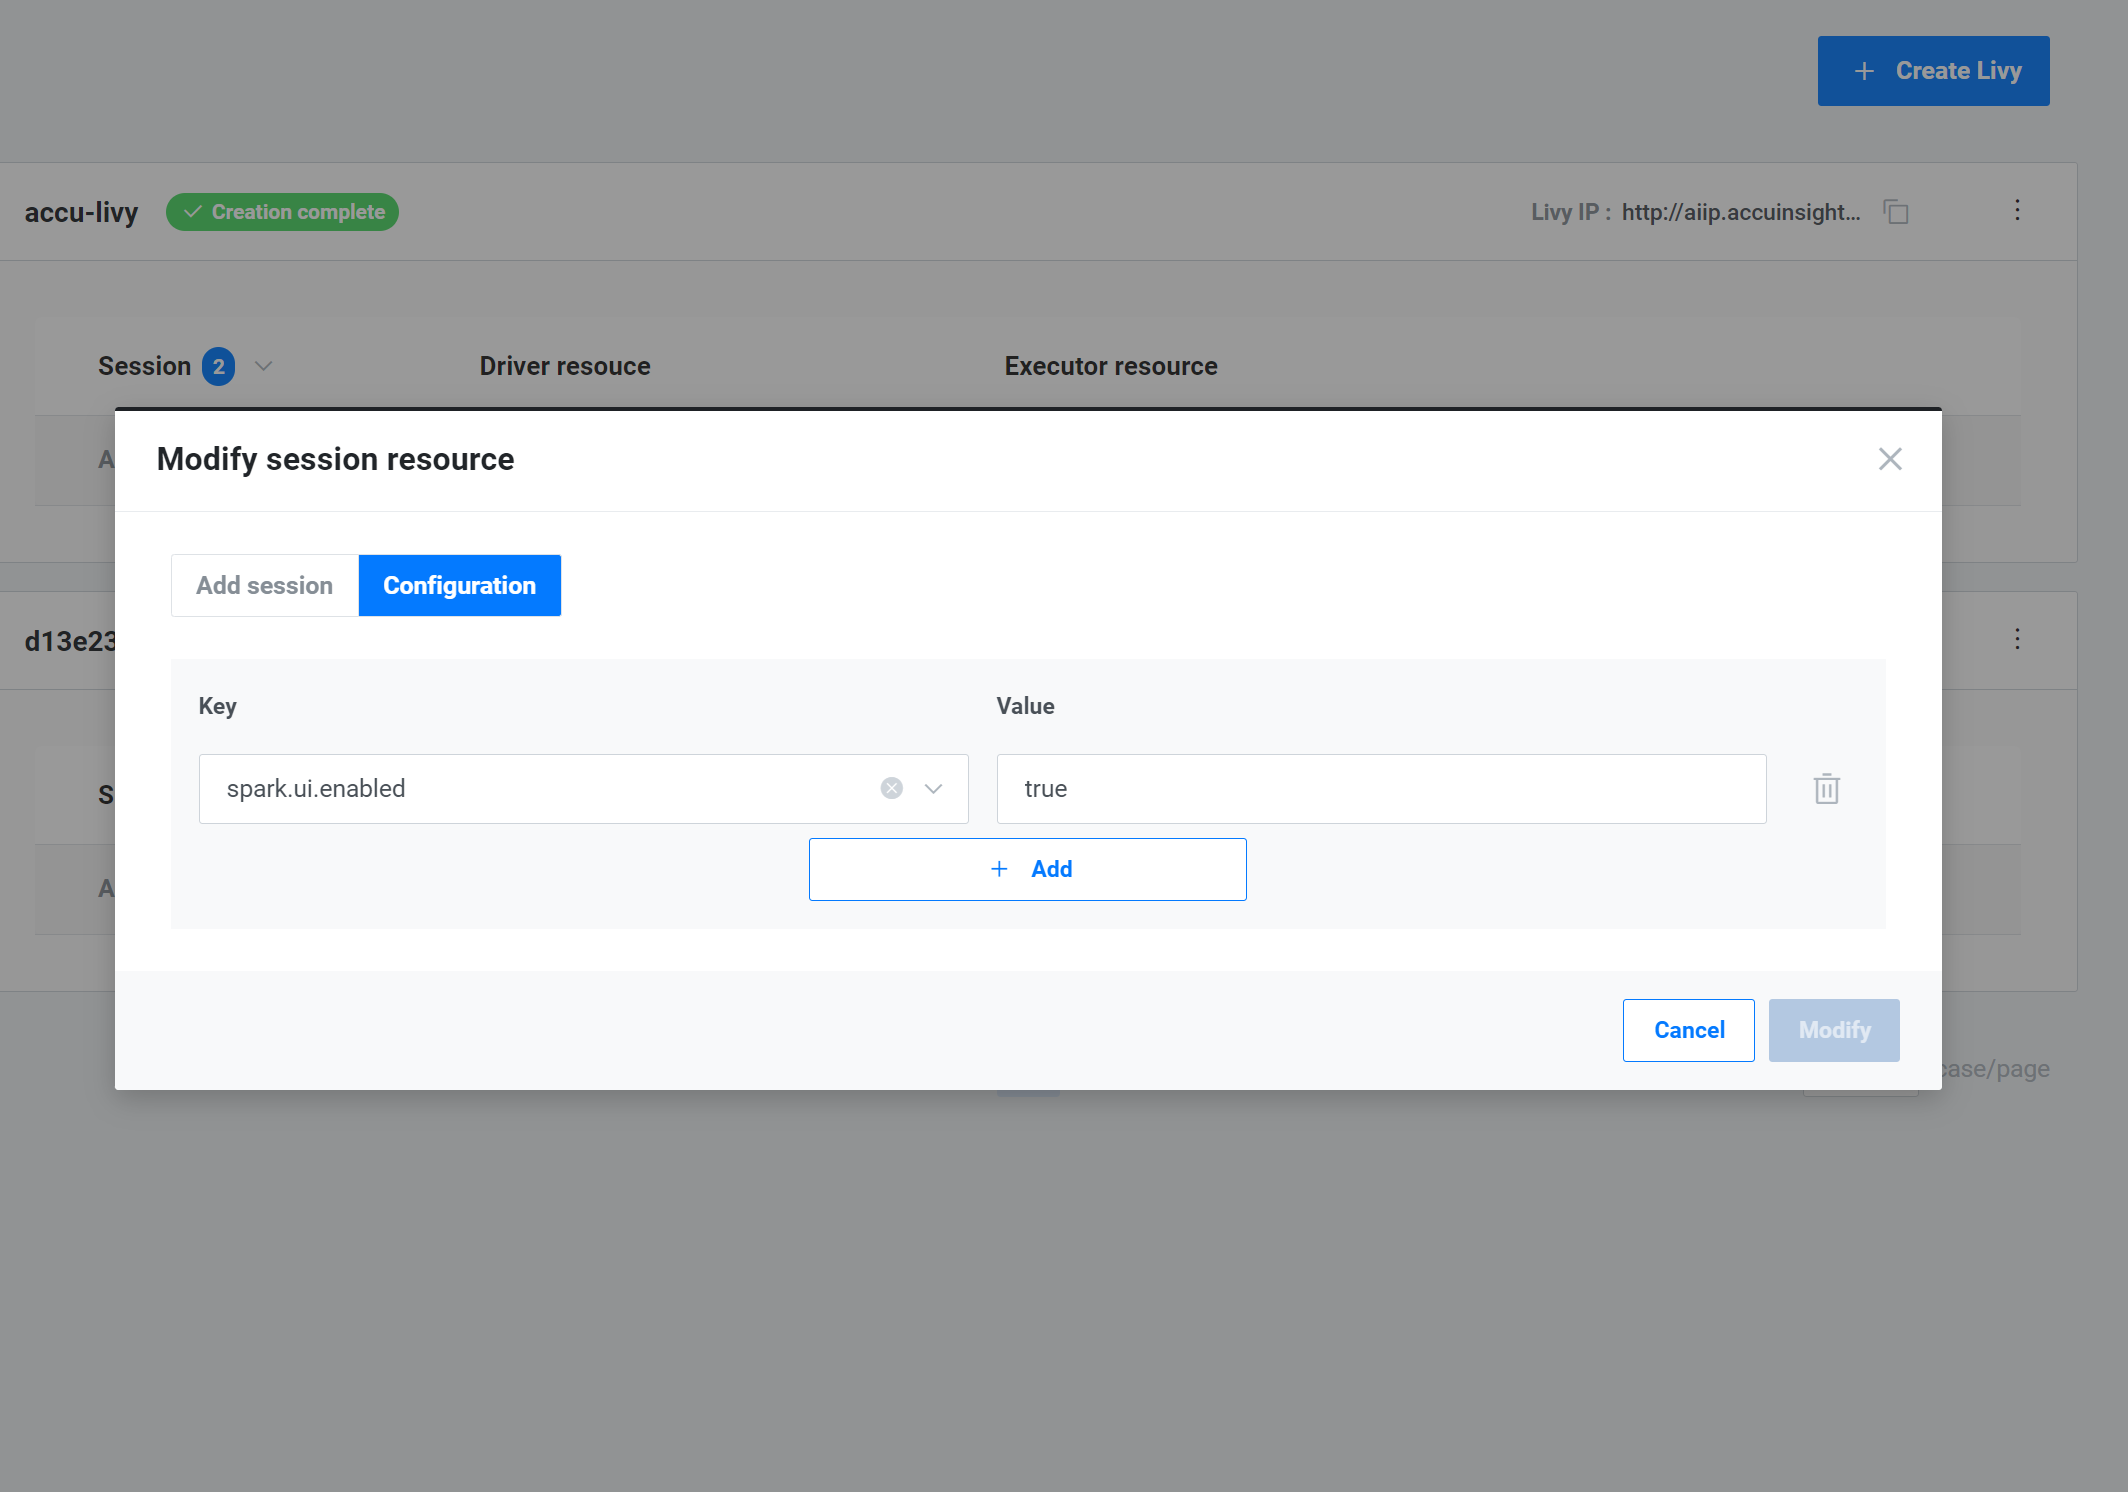 Create Livy
accu-livy
Creation complete
Livy IP : http://aiip.accuinsight...
Session 2
Driver resouce
Executor resource
A
Modify session resource
Add session
Configuration
d13e23
Key
Value
S
spark.ui.enabled
true
Add
A
Cancel
Modify
case/page